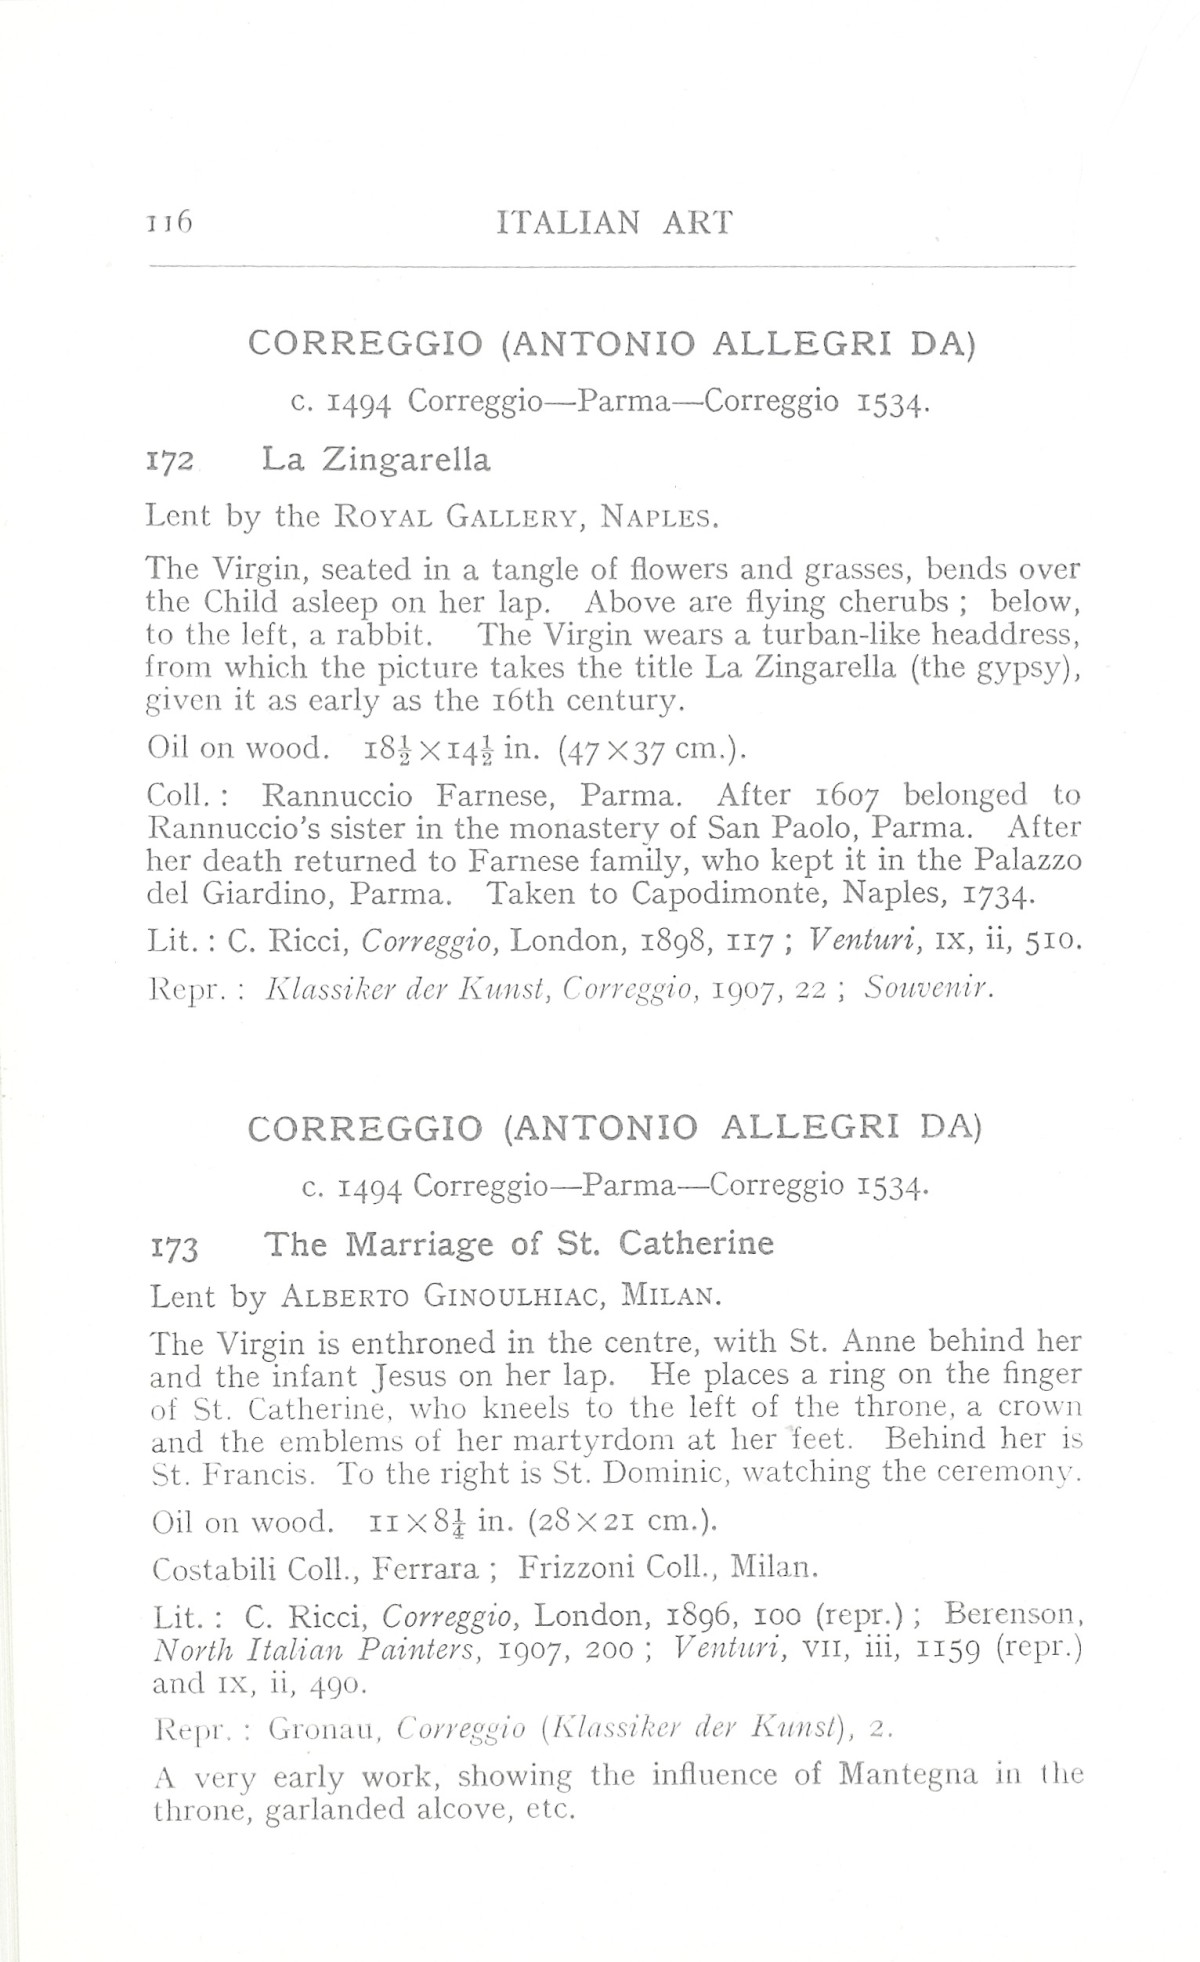 116 ITALIAN ART
CORREGGIO (ANTONIO ALLEGRI DA)
c. 1494 Correggio—Parma—Correggio 1534.
172 La Zingarella
Lent by the ROYAL GALLERY, NAPLES.
The Virgin, seated in a tangle of flowers and grasses, bends over
the Child asleep on her lap. Above are flying cherubs ; below,
to the left, a rabbit. The Virgin wears a turban-like headdress,
from which the picture takes the title La Zingarella (the gypsy),
given it as early as the 16th century.
Oil on wood. 18½ × 14½ in. (47 × 37 cm.).
Coll. : Rannuccio Farnese, Parma. After 1607 belonged to
Rannuccio's sister in the monastery of San Paolo, Parma. After
her death returned to Farnese family, who kept it in the Palazzo
del Giardino, Parma. Taken to Capodimonte, Naples, 1734.
Lit. : C. Ricci, Correggio, London, 1898, 117 ; Venturi, IX, ii, 510.
Repr. : Klassiker der Kunst, Correggio, 1907, 22 ; Souvenir.
CORREGGIO (ANTONIO ALLEGRI DA)
c. 1494 Correggio—Parma—Correggio 1534.
173 The Marriage of St. Catherine
Lent by ALBERTO GINOULHIAC, MILAN.
The Virgin is enthroned in the centre, with St. Anne behind her
and the infant Jesus on her lap. He places a ring on the finger
of St. Catherine, who kneels to the left of the throne, a crown
and the emblems of her martyrdom at her feet. Behind her is
St. Francis. To the right is St. Dominic, watching the ceremony.
Oil on wood. 11 × 8¼ in. (28 × 21 cm.).
Costabili Coll., Ferrara ; Frizzoni Coll., Milan.
Lit. : C. Ricci, Correggio, London, 1896, 100 (repr.) ; Berenson,
North Italian Painters, 1907, 200 ; Venturi, VII, iii, 1159 (repr.)
and IX, ii, 490.
Repr. : Gronau, Correggio (Klassiker der Kunst), 2.
A very early work, showing the influence of Mantegna in the
throne, garlanded alcove, etc.